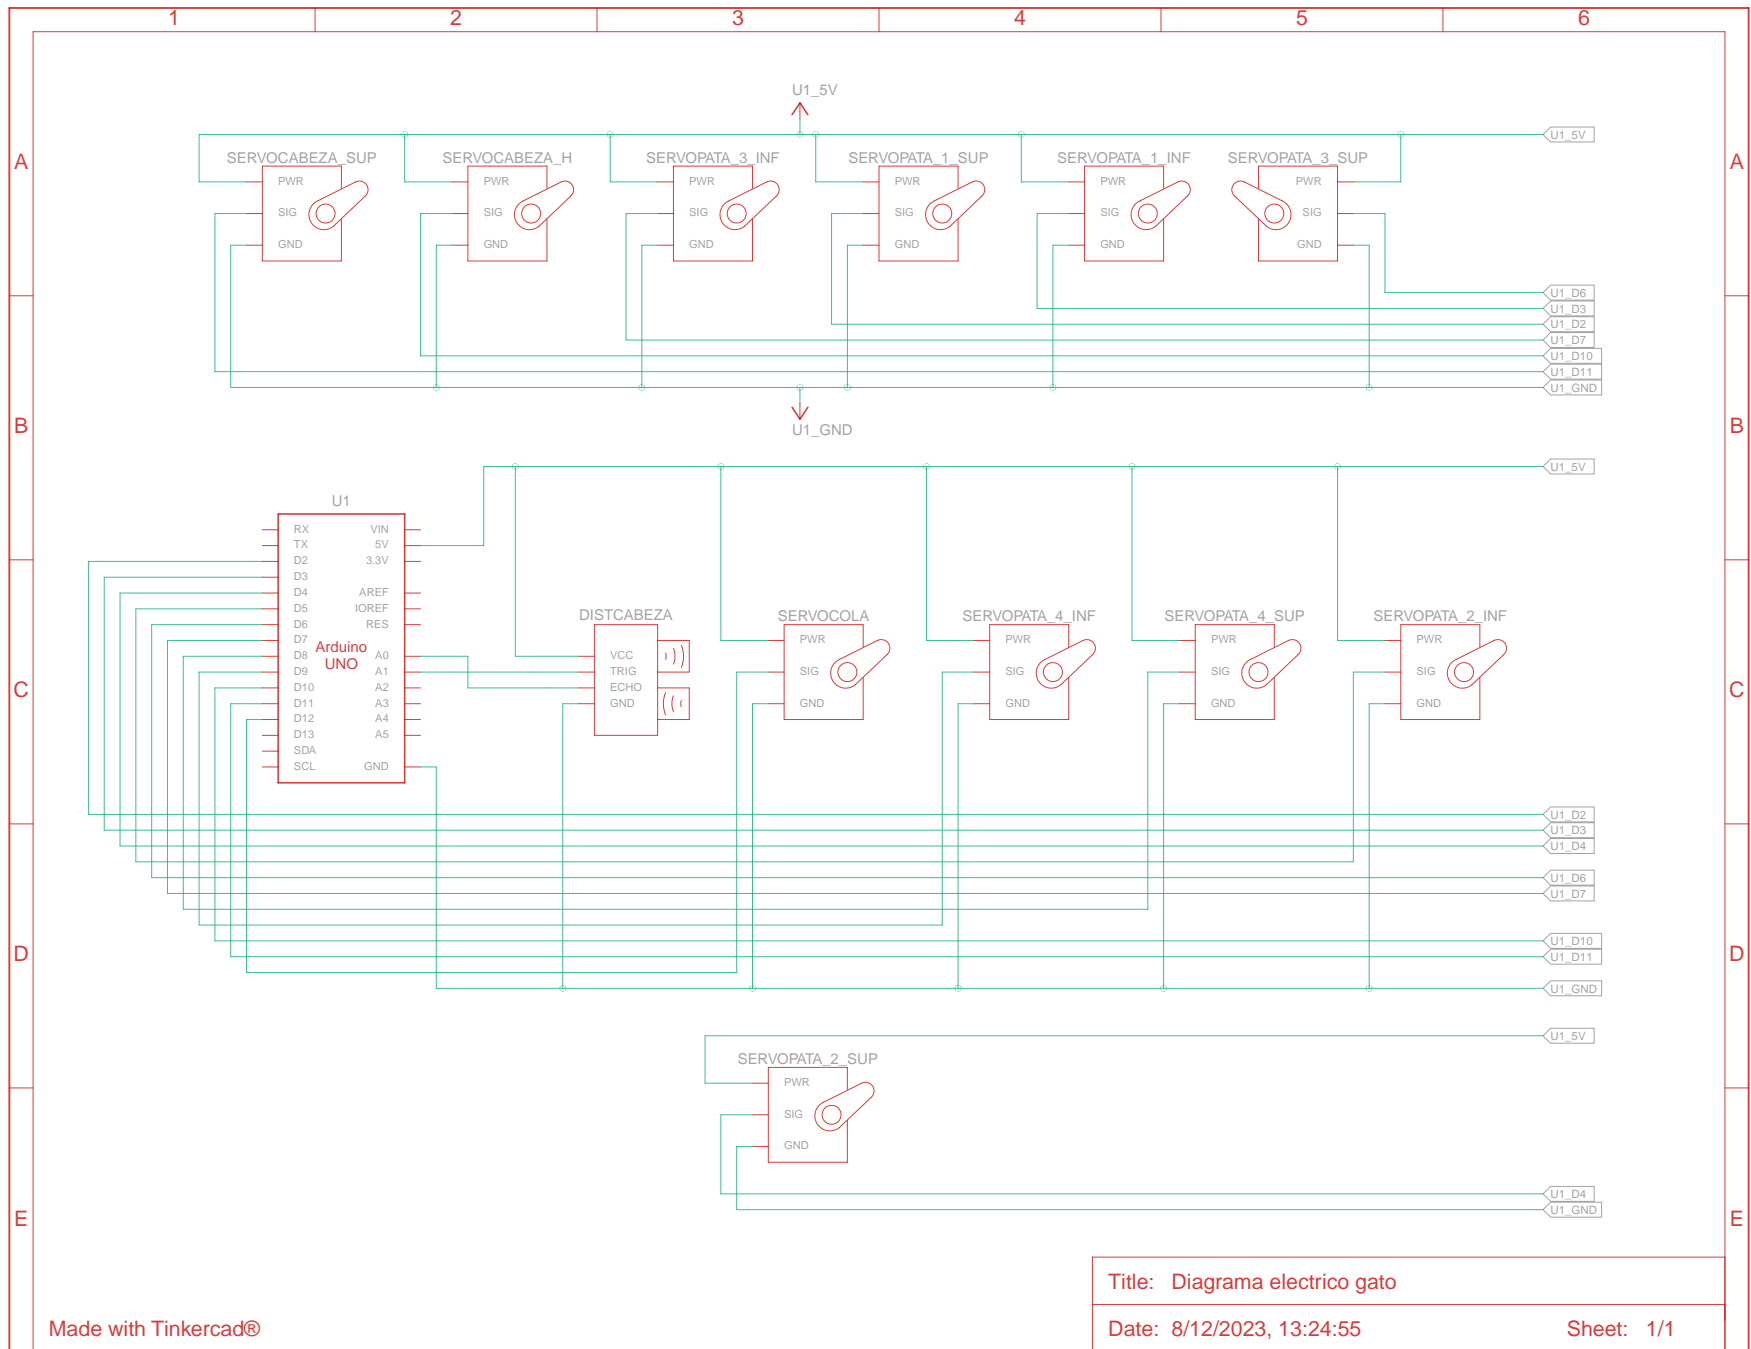 1 2 3 4 5 6
U1_5V
U1_5V
A A
SERVOCABEZA_SUP SERVOCABEZA_H SERVOPATA_3_INF SERVOPATA_1_SUP SERVOPATA_1_INF SERVOPATA_3_SUP
PWR PWR PWR PWR PWR PWR
SIG SIG SIG SIG SIG SIG
GND GND GND GND GND GND
U1_D6
U1_D3
U1_D2
U1_D7
U1_D10
U1_D11
U1_GND
B B
U1_GND
U1_5V
U1
RX VIN
TX 5V
D2 3.3V
D3
D4 AREF
D5 IOREF
D6 RES
D7
D8 A0
D9 A1
D10 A2
D11 A3
D12 A4
D13 A5
SDA
SCL GND
Arduino
UNO
DISTCABEZA SERVOCOLA SERVOPATA_4_INF SERVOPATA_4_SUP SERVOPATA_2_INF
VCC
TRIG
ECHO
GND
PWR PWR PWR PWR
SIG SIG SIG SIG
GND GND GND GND
C C
U1_D2
U1_D3
U1_D4
U1_D6
U1_D7
U1_D10
U1_D11
U1_GND
D D
U1_5V
SERVOPATA_2_SUP
PWR
SIG
GND
U1_D4
U1_GND
E E
Title: Diagrama electrico gato
Made with Tinkercad®
Date: 8/12/2023, 13:24:55 Sheet: 1/1